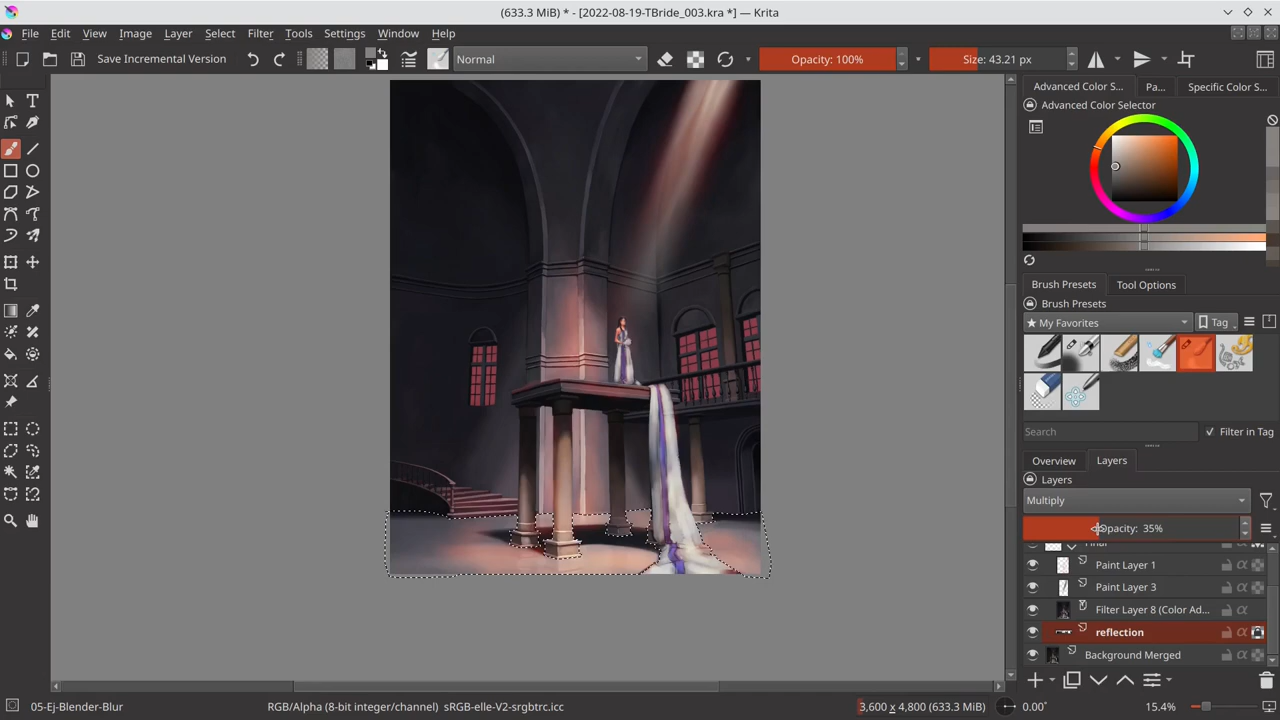 (633.3 MiB) * - [2022-08-19-TBride_003.kra *] — Krita
File Edit View Image Layer Select Filter Tools Settings Window Help
Save Incremental Version
Normal
Opacity: 100%
Size: 43.21 px
Advanced Color S...
Pa...
Specific Color S...
Advanced Color Selector
Brush Presets
Tool Options
Brush Presets
My Favorites
Tag
Search
Filter in Tag
Overview
Layers
Layers
Multiply
Opacity: 35%
Paint Layer 1
Paint Layer 3
Filter Layer 8 (Color Ad...
reflection
Background Merged
05-Ej-Blender-Blur
RGB/Alpha (8-bit integer/channel) sRGB-elle-V2-srgbtrc.icc
3,600 x 4,800 (633.3 MiB)
0.00°
15.4%